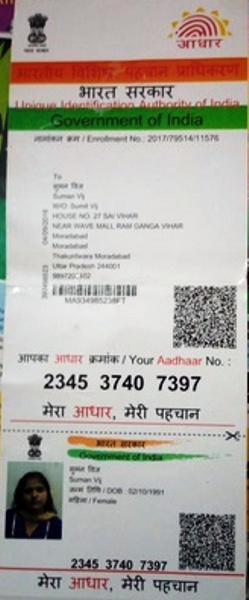 आधार
भारतीय विशिष्ट पहचान प्राधिकरण
भारत सरकार
Unique Identification Authority of India
Government of India
नामांकन क्रम / Enrollment No.: 2017/79514/11576
To
सुमन विज
Suman Vij
W/O: Sumit Vij
HOUSE NO. 27 SAI VIHAR
NEAR WAVE MALL RAM GANGA VIHAR
Moradabad
Moradabad
Thakurdwara Moradabad
Uttar Pradesh 244001
MA934985238FT
आपका आधार क्रमांक / Your Aadhaar No. :
2345 3740 7397
मेरा आधार, मेरी पहचान
भारत सरकार
Government of India
सुमन विज
Suman Vij
जन्म तिथि / DOB : 02/10/1991
महिला / Female
2345 3740 7397
मेरा आधार, मेरी पहचान